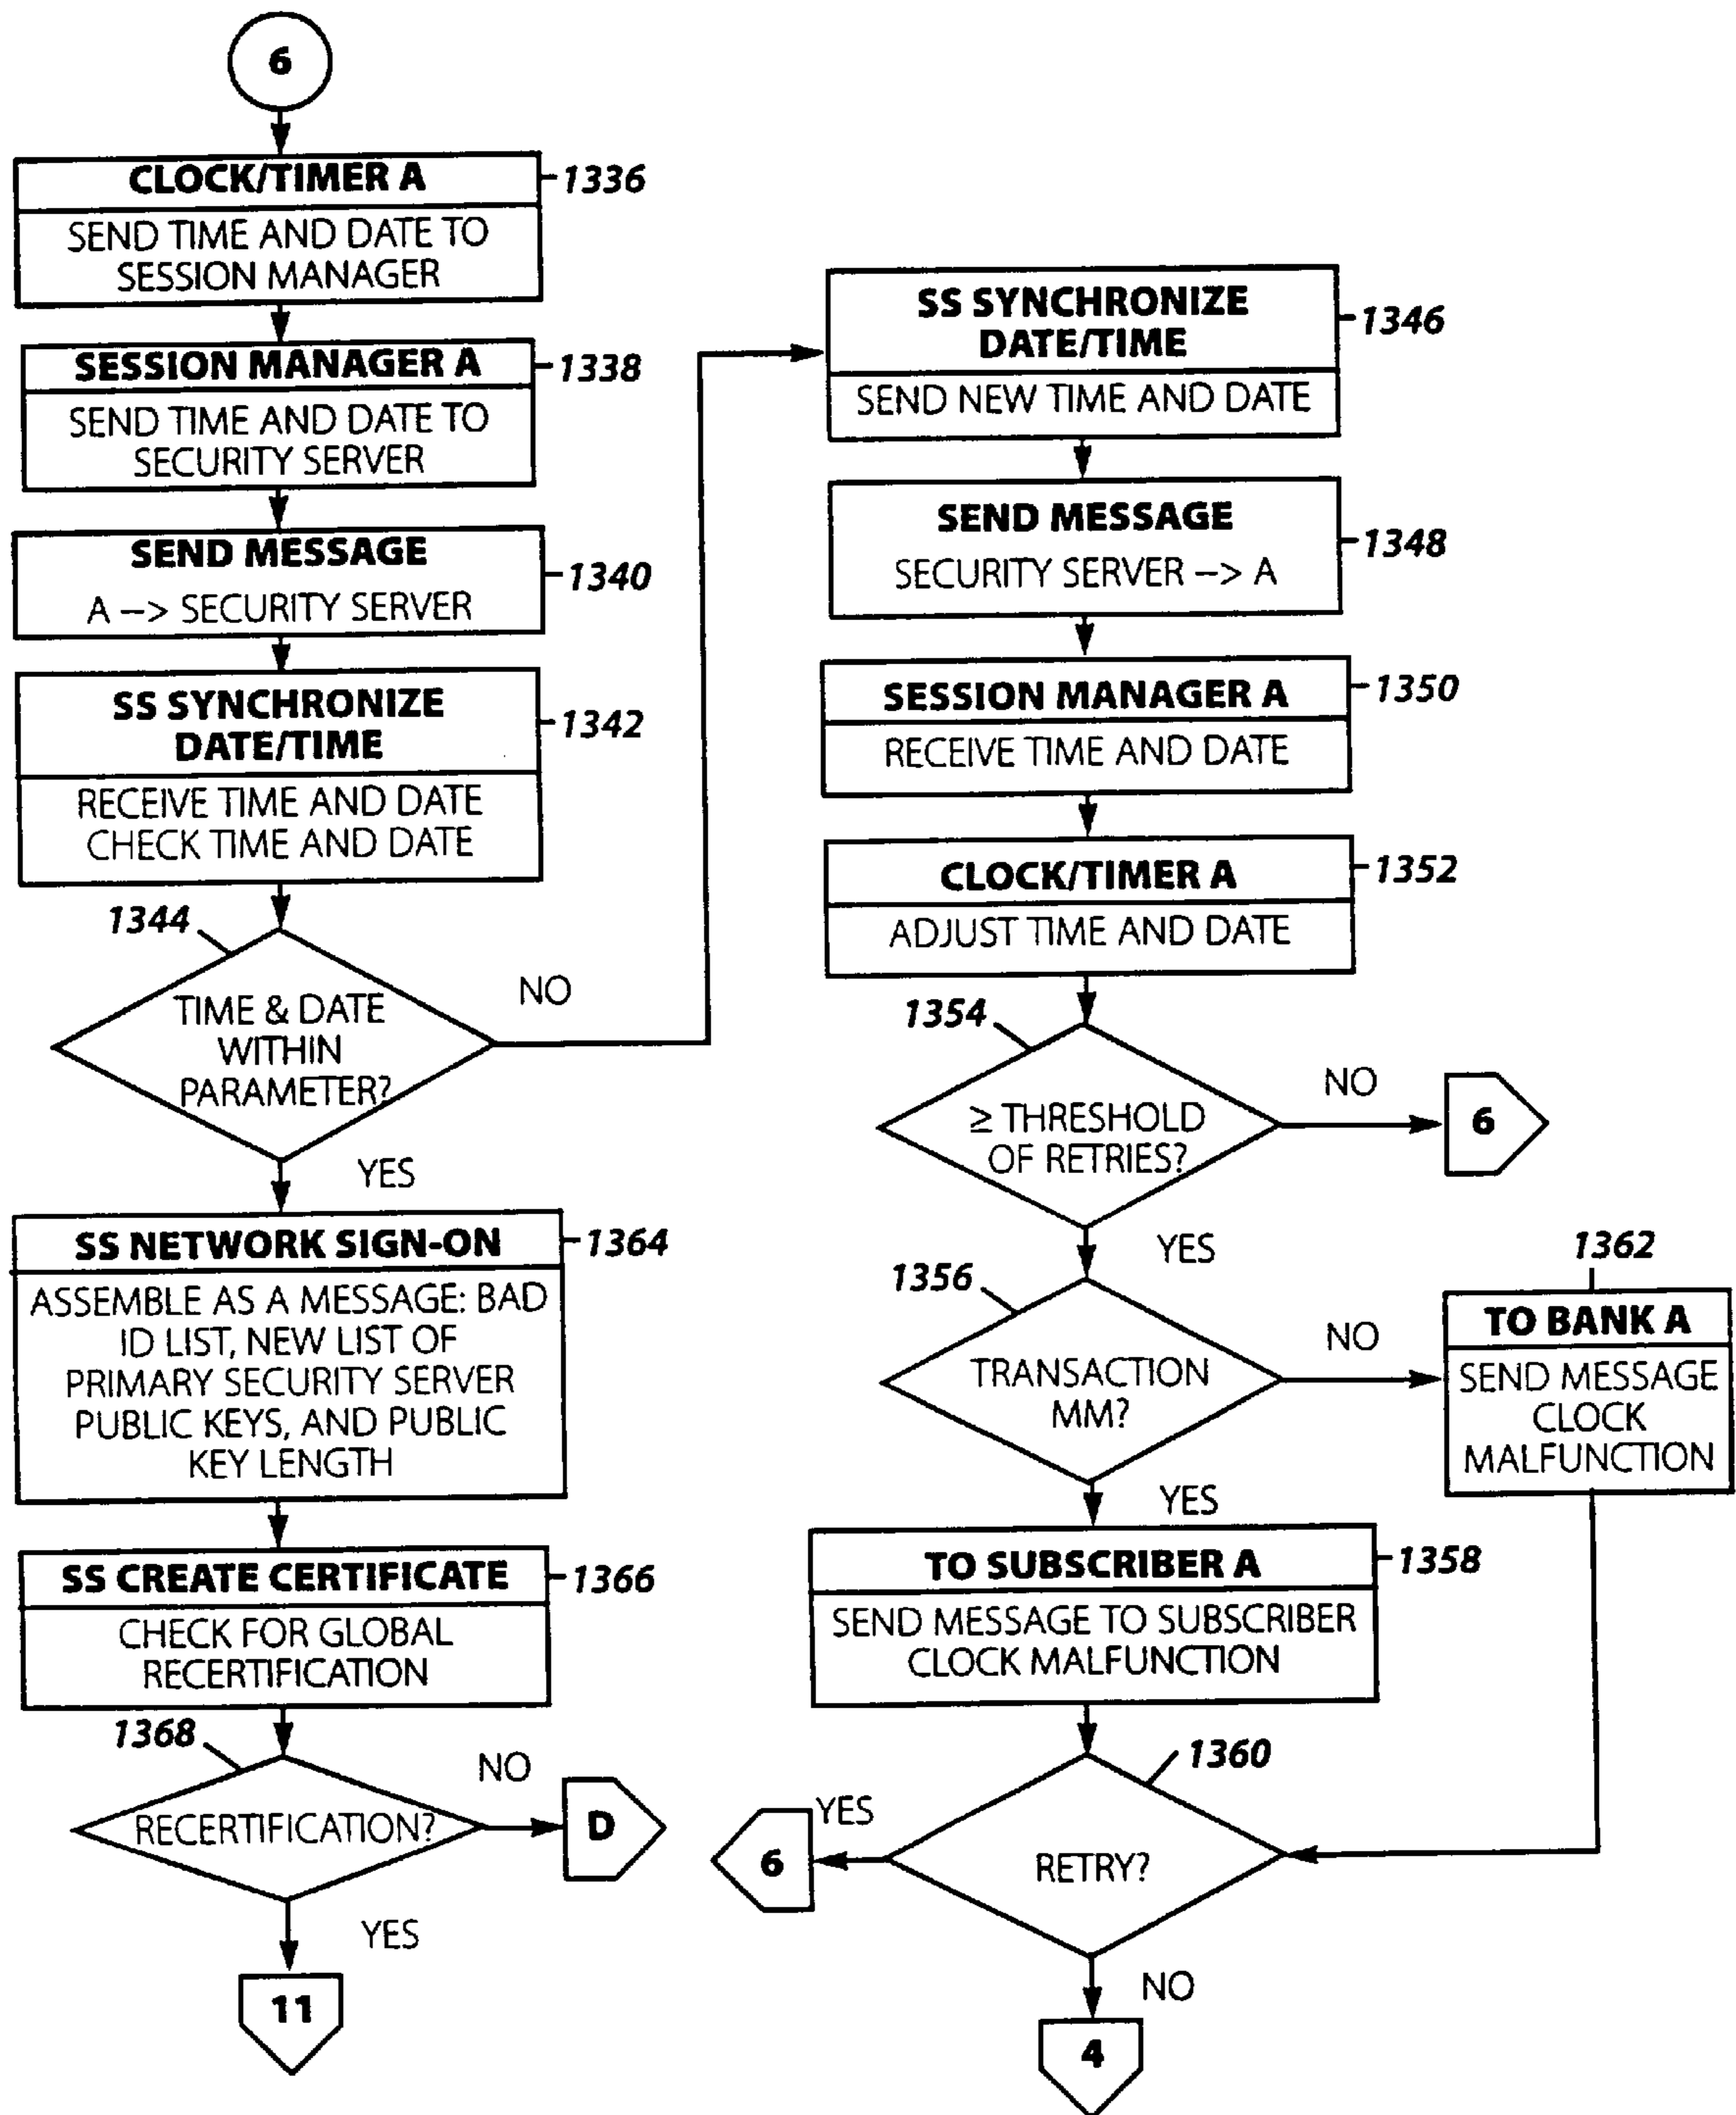 6
CLOCK/TIMER A
1336
SEND TIME AND DATE TO
SESSION MANAGER
SESSION MANAGER A
1338
SEND TIME AND DATE TO
SECURITY SERVER
SEND MESSAGE
1340
A –> SECURITY SERVER
SS SYNCHRONIZE
DATE/TIME
1342
RECEIVE TIME AND DATE
CHECK TIME AND DATE
1344
TIME & DATE
WITHIN
PARAMETER?
NO
YES
SS NETWORK SIGN-ON
1364
ASSEMBLE AS A MESSAGE: BAD
ID LIST, NEW LIST OF
PRIMARY SECURITY SERVER
PUBLIC KEYS, AND PUBLIC
KEY LENGTH
SS CREATE CERTIFICATE
1366
CHECK FOR GLOBAL
RECERTIFICATION
1368
RECERTIFICATION?
NO
D
YES
11
SS SYNCHRONIZE
DATE/TIME
1346
SEND NEW TIME AND DATE
SEND MESSAGE
1348
SECURITY SERVER –> A
SESSION MANAGER A
1350
RECEIVE TIME AND DATE
CLOCK/TIMER A
1352
ADJUST TIME AND DATE
1354
≥ THRESHOLD
OF RETRIES?
NO
6
YES
1356
TRANSACTION
MM?
NO
1362
TO BANK A
SEND MESSAGE
CLOCK
MALFUNCTION
YES
TO SUBSCRIBER A
1358
SEND MESSAGE TO SUBSCRIBER
CLOCK MALFUNCTION
1360
RETRY?
YES
6
NO
4